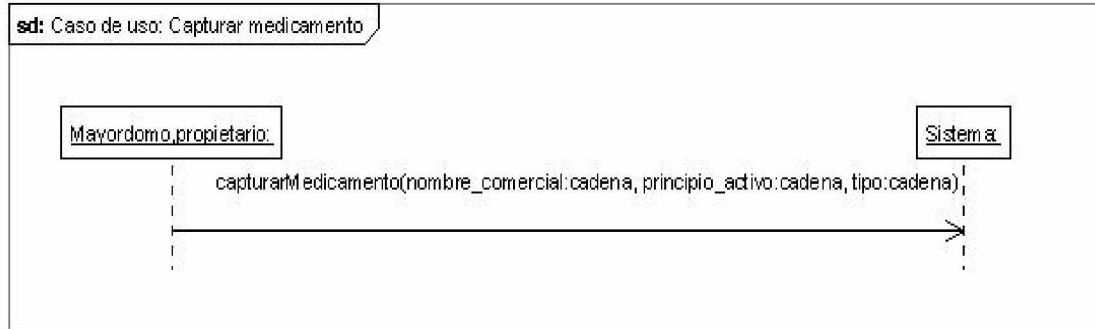 sd: Caso de uso: Capturar medicamento
Mayordomo,propietario:
Sistema:
capturarMedicamento(nombre_comercial:cadena, principio_activo:cadena, tipo:cadena)